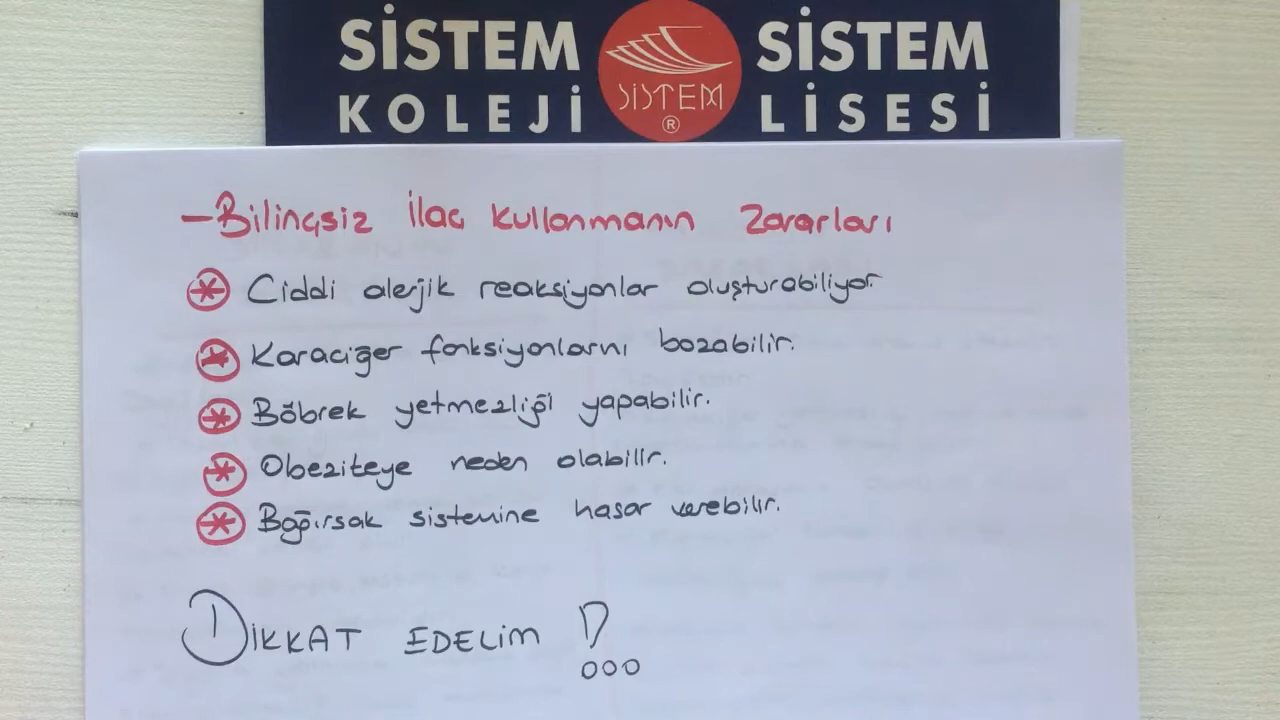 SİSTEM KOLEJİ
SİSTEM ®
SİSTEM LİSESİ
- Bilinçsiz İlaç Kullanmanın Zararları
* Ciddi alerjik reaksiyonlar oluşturabiliyor.
* Karaciğer fonksiyonlarını bozabilir.
* Böbrek yetmezliği yapabilir.
* Obeziteye neden olabilir.
* Bağırsak sistemine hasar verebilir.
DİKKAT EDELİM !